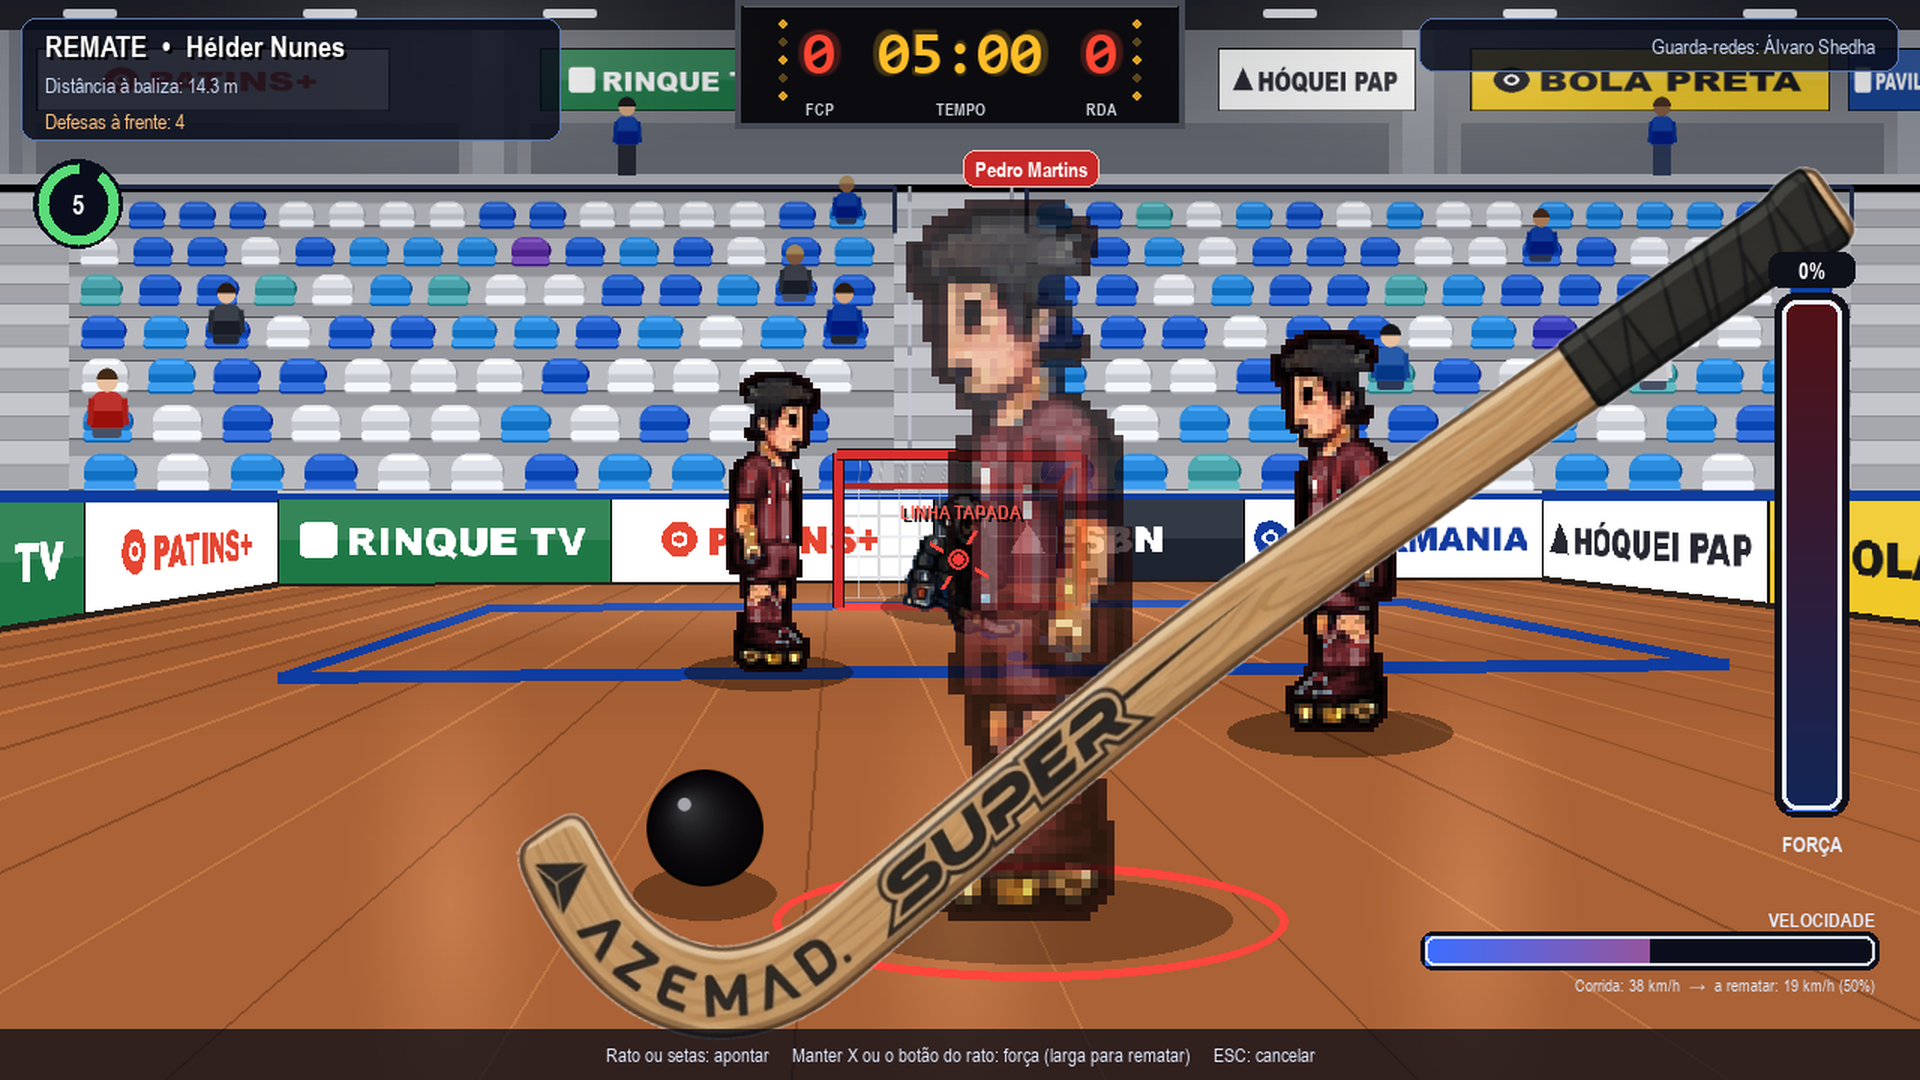 REMATE • Hélder Nunes
Distância à baliza: 14.3 m
Defesas à frente: 4
PATINS+
RINQUE T
0 05:00 0
FCP TEMPO RDA
HÓQUEI PAP
Guarda-redes: Álvaro Shedha
BOLA PRETA
PAVIL
5
Pedro Martins
0%
LINHA TAPADA
TV
PATINS+
RINQUE TV
PATINS+
MANIA
HÓQUEI PAP
OLA
SUPER
AZEMAD.
FORÇA
VELOCIDADE
Corrida: 38 km/h → a rematar: 19 km/h (50%)
Rato ou setas: apontar Manter X ou o botão do rato: força (larga para rematar) ESC: cancelar